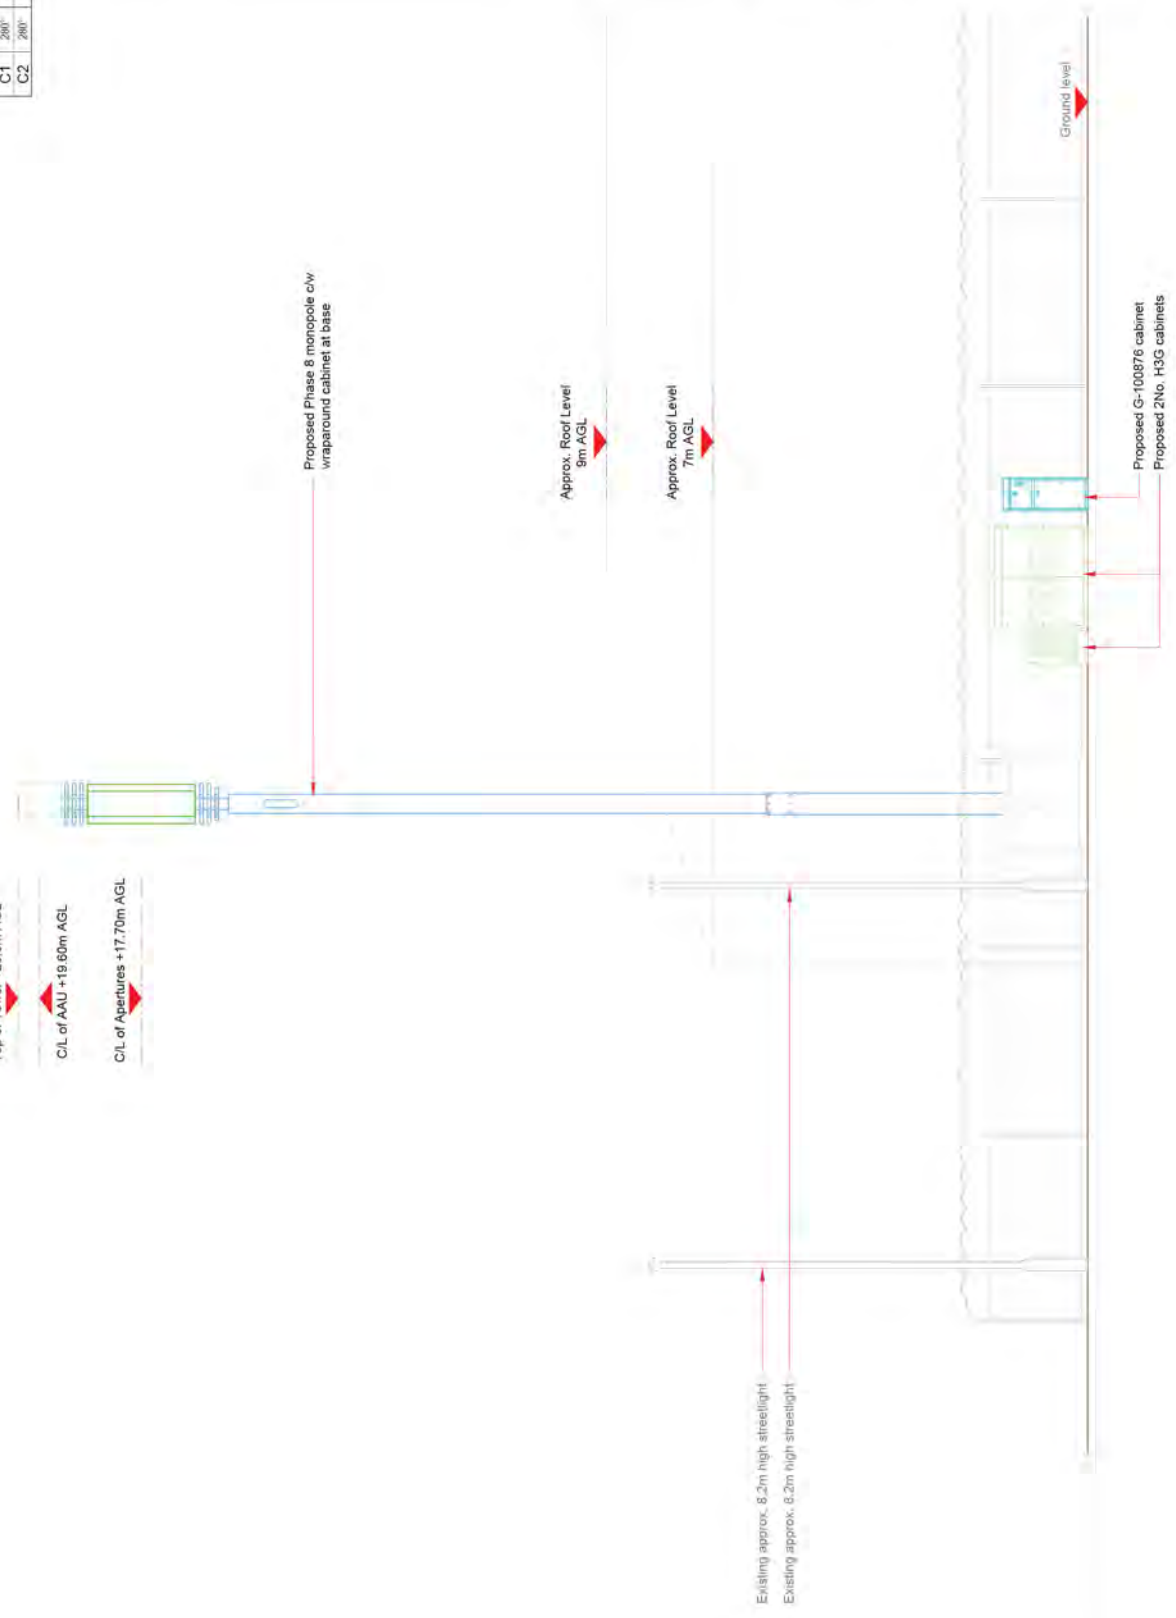 C1 280°
C2 280°
C/L of AAU +19.60m AGL
C/L of Apertures +17.70m AGL
Proposed Phase 8 monopole c/w
wraparound cabinet at base
Approx. Roof Level
9m AGL
Approx. Roof Level
7m AGL
Existing approx. 8.2m high streetlight
Existing approx. 8.2m high streetlight
Ground level
Proposed G-100876 cabinet
Proposed 2No. H3G cabinets